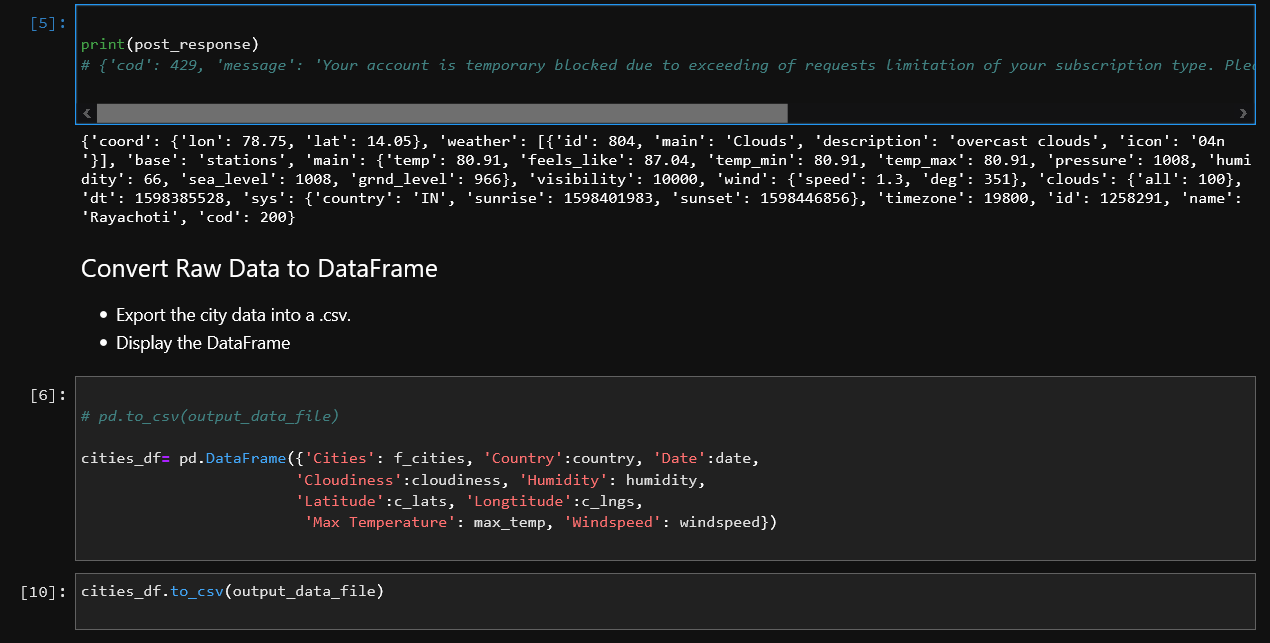 [5]:
print(post_response)
# {'cod': 429, 'message': 'Your account is temporary blocked due to exceeding of requests limitation of your subscription type. Plea
{'coord': {'lon': 78.75, 'lat': 14.05}, 'weather': [{'id': 804, 'main': 'Clouds', 'description': 'overcast clouds', 'icon': '04n
'}], 'base': 'stations', 'main': {'temp': 80.91, 'feels_like': 87.04, 'temp_min': 80.91, 'temp_max': 80.91, 'pressure': 1008, 'humi
dity': 66, 'sea_level': 1008, 'grnd_level': 966}, 'visibility': 10000, 'wind': {'speed': 1.3, 'deg': 351}, 'clouds': {'all': 100},
'dt': 1598385528, 'sys': {'country': 'IN', 'sunrise': 1598401983, 'sunset': 1598446856}, 'timezone': 19800, 'id': 1258291, 'name':
'Rayachoti', 'cod': 200}
Convert Raw Data to DataFrame
• Export the city data into a .csv.
• Display the DataFrame
[6]:
# pd.to_csv(output_data_file)
cities_df= pd.DataFrame({'Cities': f_cities, 'Country':country, 'Date':date,
'Cloudiness':cloudiness, 'Humidity': humidity,
'Latitude':c_lats, 'Longtitude':c_lngs,
'Max Temperature': max_temp, 'Windspeed': windspeed})
[10]: cities_df.to_csv(output_data_file)